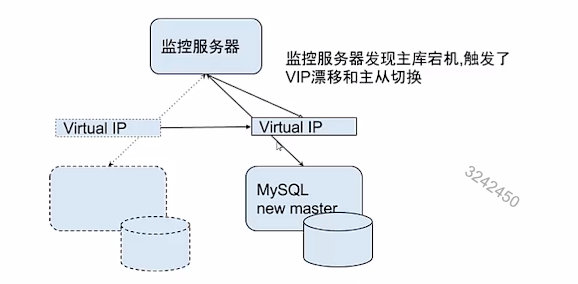 监控服务器
监控服务器发现主库宕机,触发了
VIP漂移和主从切换
Virtual IP
Virtual IP
MySQL
new master
3242450